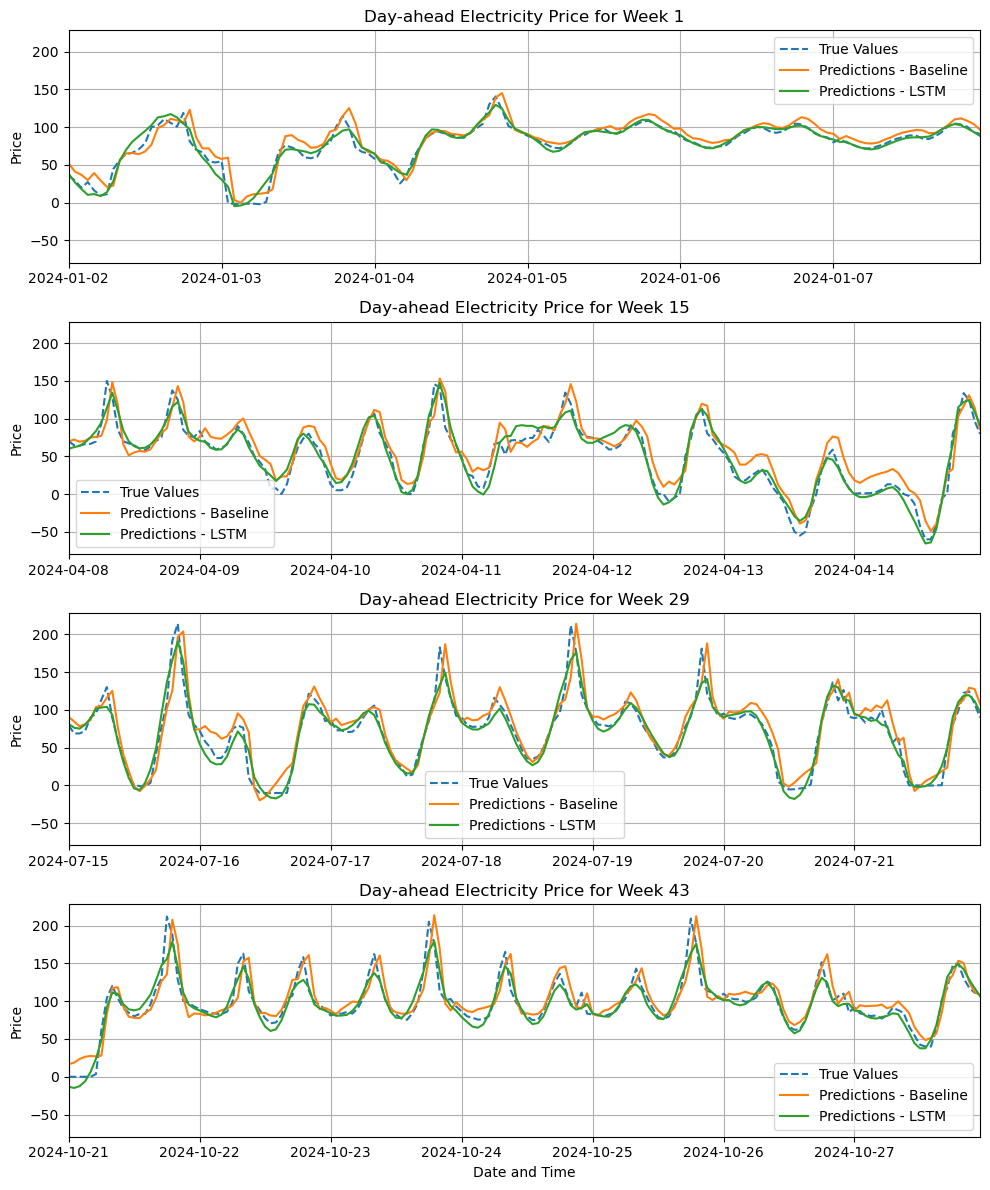 Day-ahead Electricity Price for Week 1
200
150
100
50
0
−50
Price
True Values
Predictions - Baseline
Predictions - LSTM
2024-01-02 2024-01-03 2024-01-04 2024-01-05 2024-01-06 2024-01-07
Day-ahead Electricity Price for Week 15
200
150
100
50
0
−50
Price
True Values
Predictions - Baseline
Predictions - LSTM
2024-04-08 2024-04-09 2024-04-10 2024-04-11 2024-04-12 2024-04-13 2024-04-14
Day-ahead Electricity Price for Week 29
200
150
100
50
0
−50
Price
True Values
Predictions - Baseline
Predictions - LSTM
2024-07-15 2024-07-16 2024-07-17 2024-07-18 2024-07-19 2024-07-20 2024-07-21
Day-ahead Electricity Price for Week 43
200
150
100
50
0
−50
Price
True Values
Predictions - Baseline
Predictions - LSTM
2024-10-21 2024-10-22 2024-10-23 2024-10-24 2024-10-25 2024-10-26 2024-10-27
Date and Time